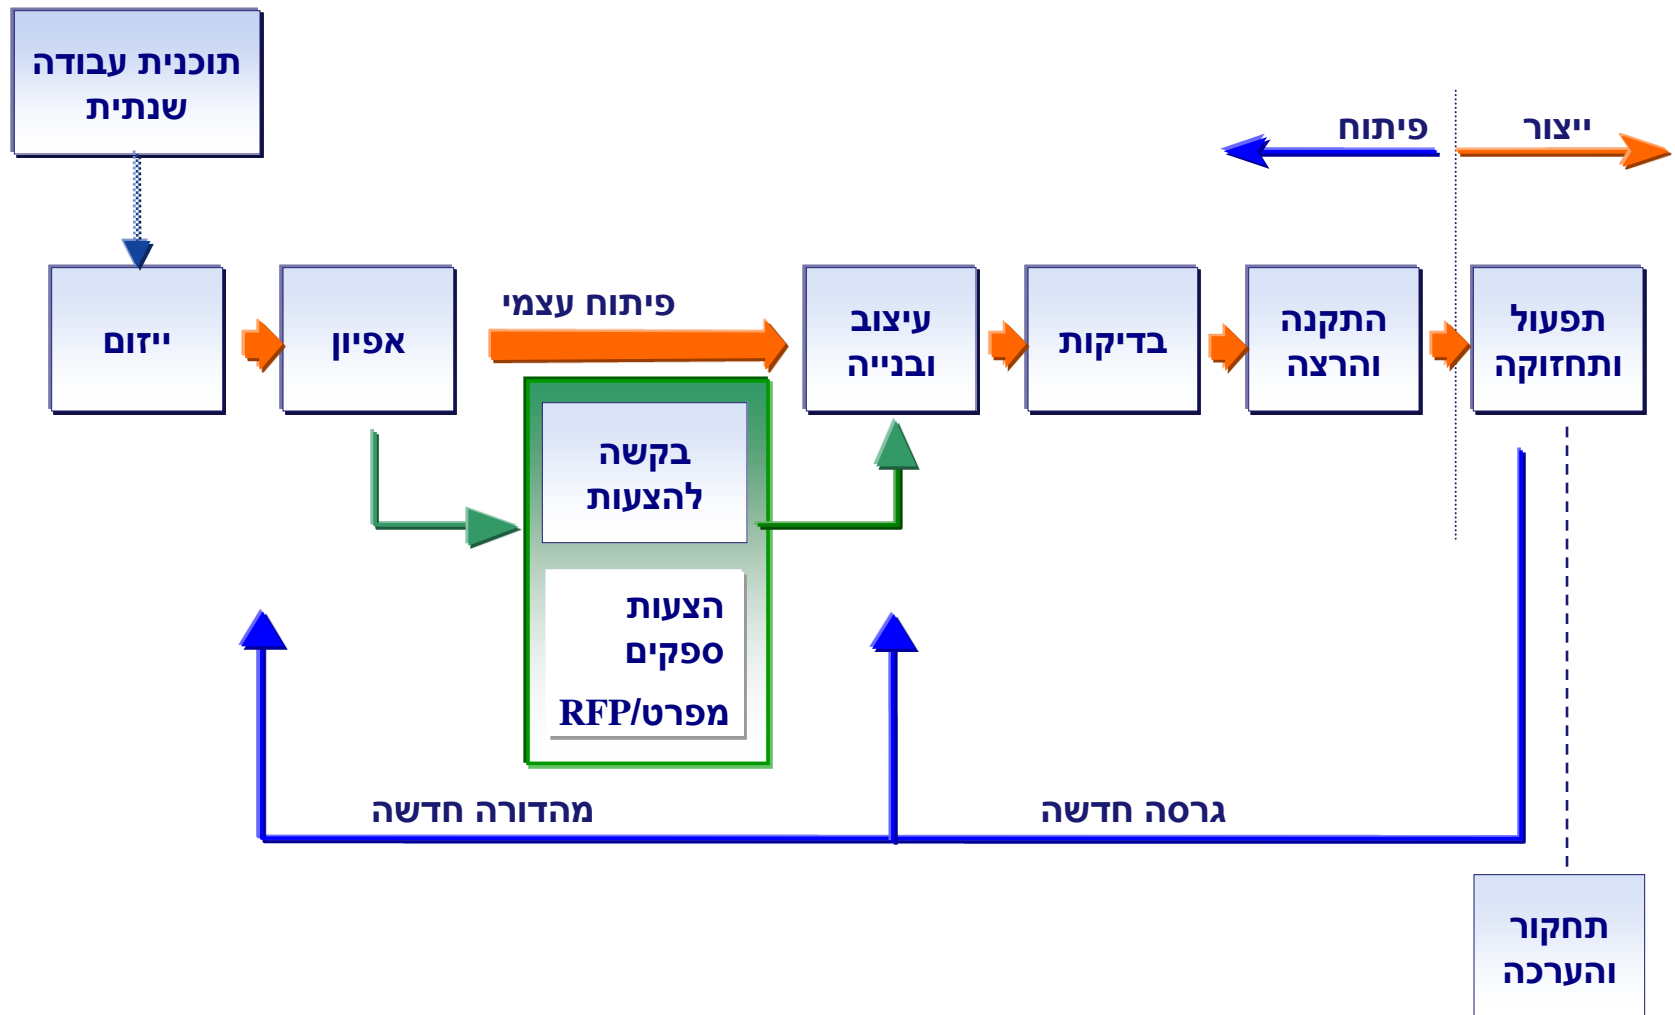 תוכנית עבודה
שנתית
פיתוח
ייצור
ייזום
אפיון
פיתוח עצמי
עיצוב
ובנייה
בדיקות
התקנה
והרצה
תפעול
ותחזוקה
בקשה
להצעות
הצעות
ספקים
מפרט/RFP
מהדורה חדשה
גרסה חדשה
תחקור
והערכה